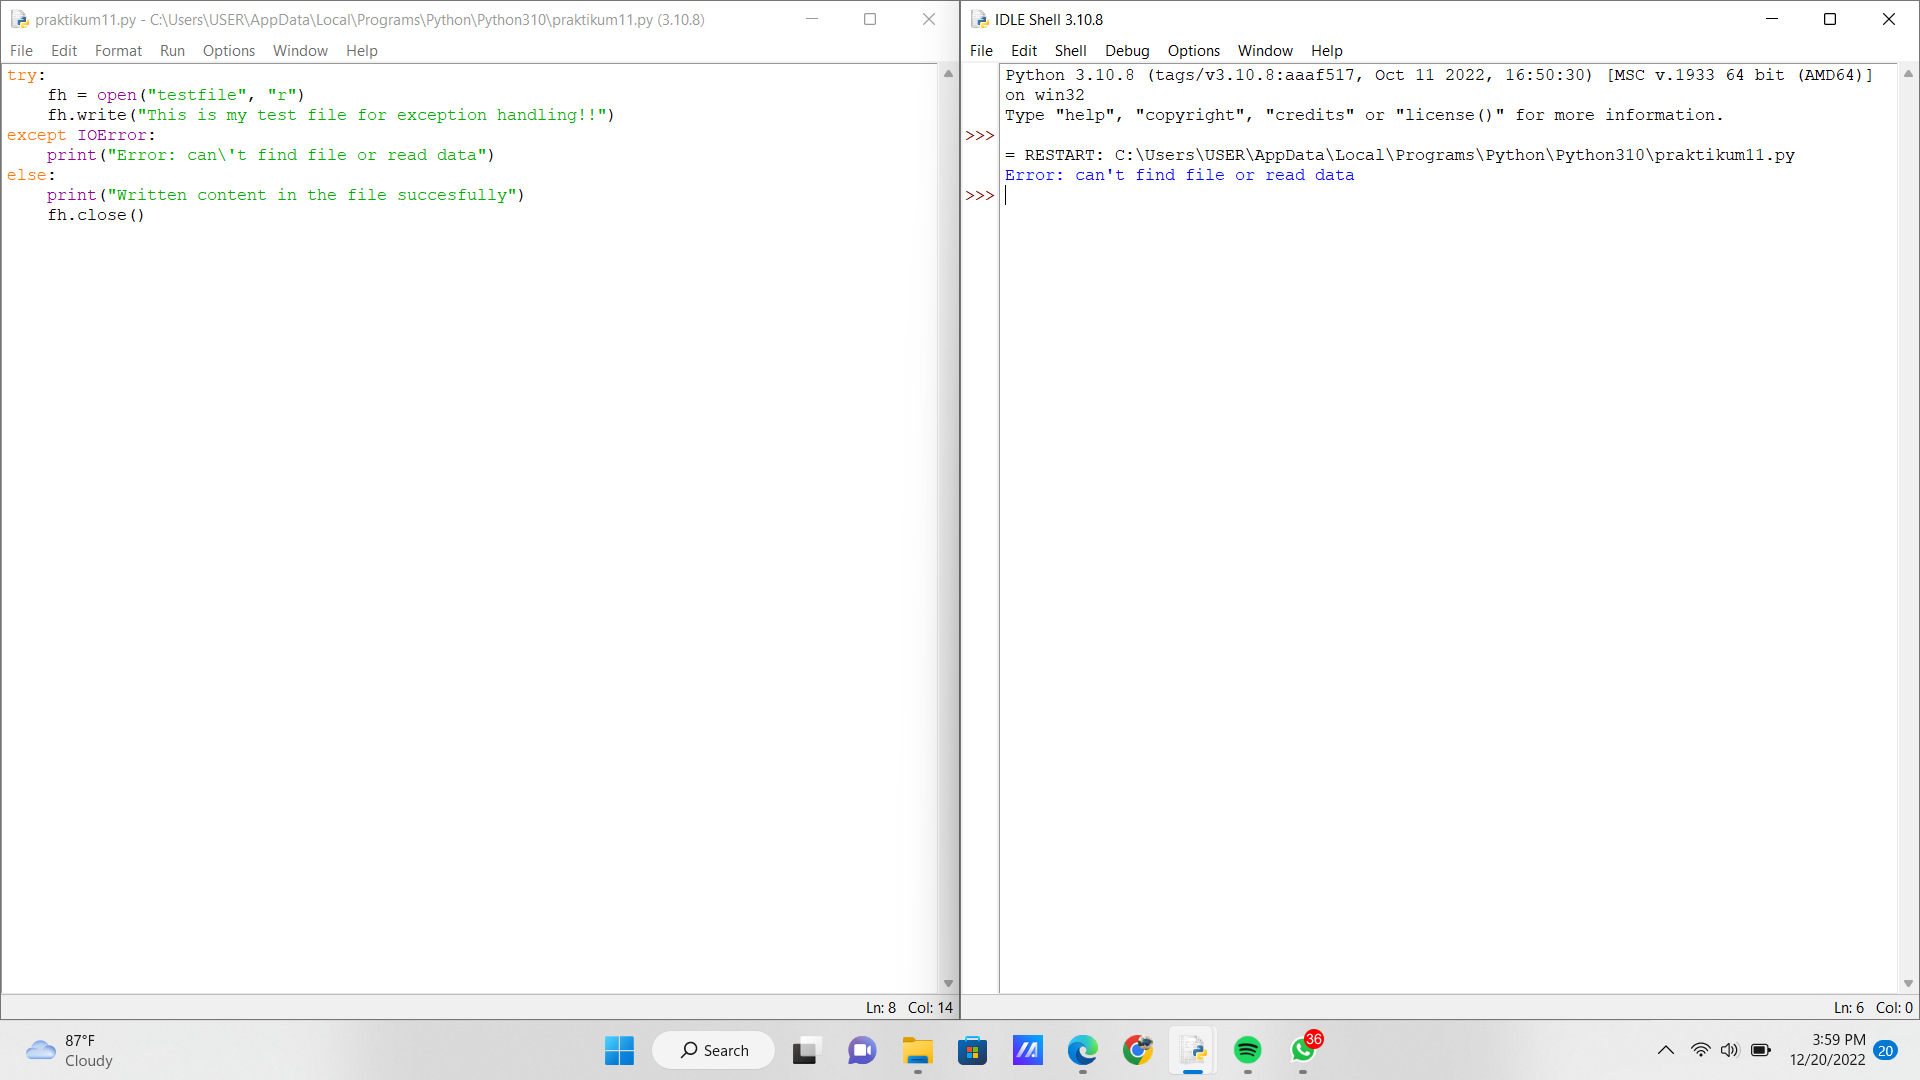 praktikum11.py - C:\Users\USER\AppData\Local\Programs\Python\Python310\praktikum11.py (3.10.8)
File Edit Format Run Options Window Help
try:
    fh = open("testfile", "r")
    fh.write("This is my test file for exception handling!!")
except IOError:
    print("Error: can\'t find file or read data")
else:
    print("Written content in the file succesfully")
    fh.close()
Ln: 8 Col: 14
IDLE Shell 3.10.8
File Edit Shell Debug Options Window Help
Python 3.10.8 (tags/v3.10.8:aaaf517, Oct 11 2022, 16:50:30) [MSC v.1933 64 bit (AMD64)]
on win32
Type "help", "copyright", "credits" or "license()" for more information.
>>>
= RESTART: C:\Users\USER\AppData\Local\Programs\Python\Python310\praktikum11.py
Error: can't find file or read data
>>>
Ln: 6 Col: 0
87°F
Cloudy
Search
36
3:59 PM
12/20/2022
20